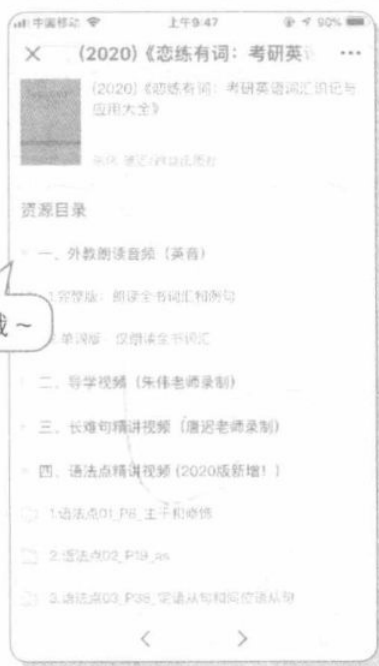 中国移动
上午9:47
90%
(2020)《恋练有词：考研英
(2020)《恋练有词：考研英语词汇识记与
应用大全》
资源目录
一、外教朗读音频（英音）
1.完整版：朗读全书词汇和例句
单词版：仅朗读全书词汇
~
二、导学视频（朱伟老师录制）
三、长难句精讲视频（唐迟老师录制）
四、语法点精讲视频（2020版新增！）
1.语法点01_P6_主干和修饰
2.语法点02_P19_as
3.语法点03_P38_定语从句和同位语从句